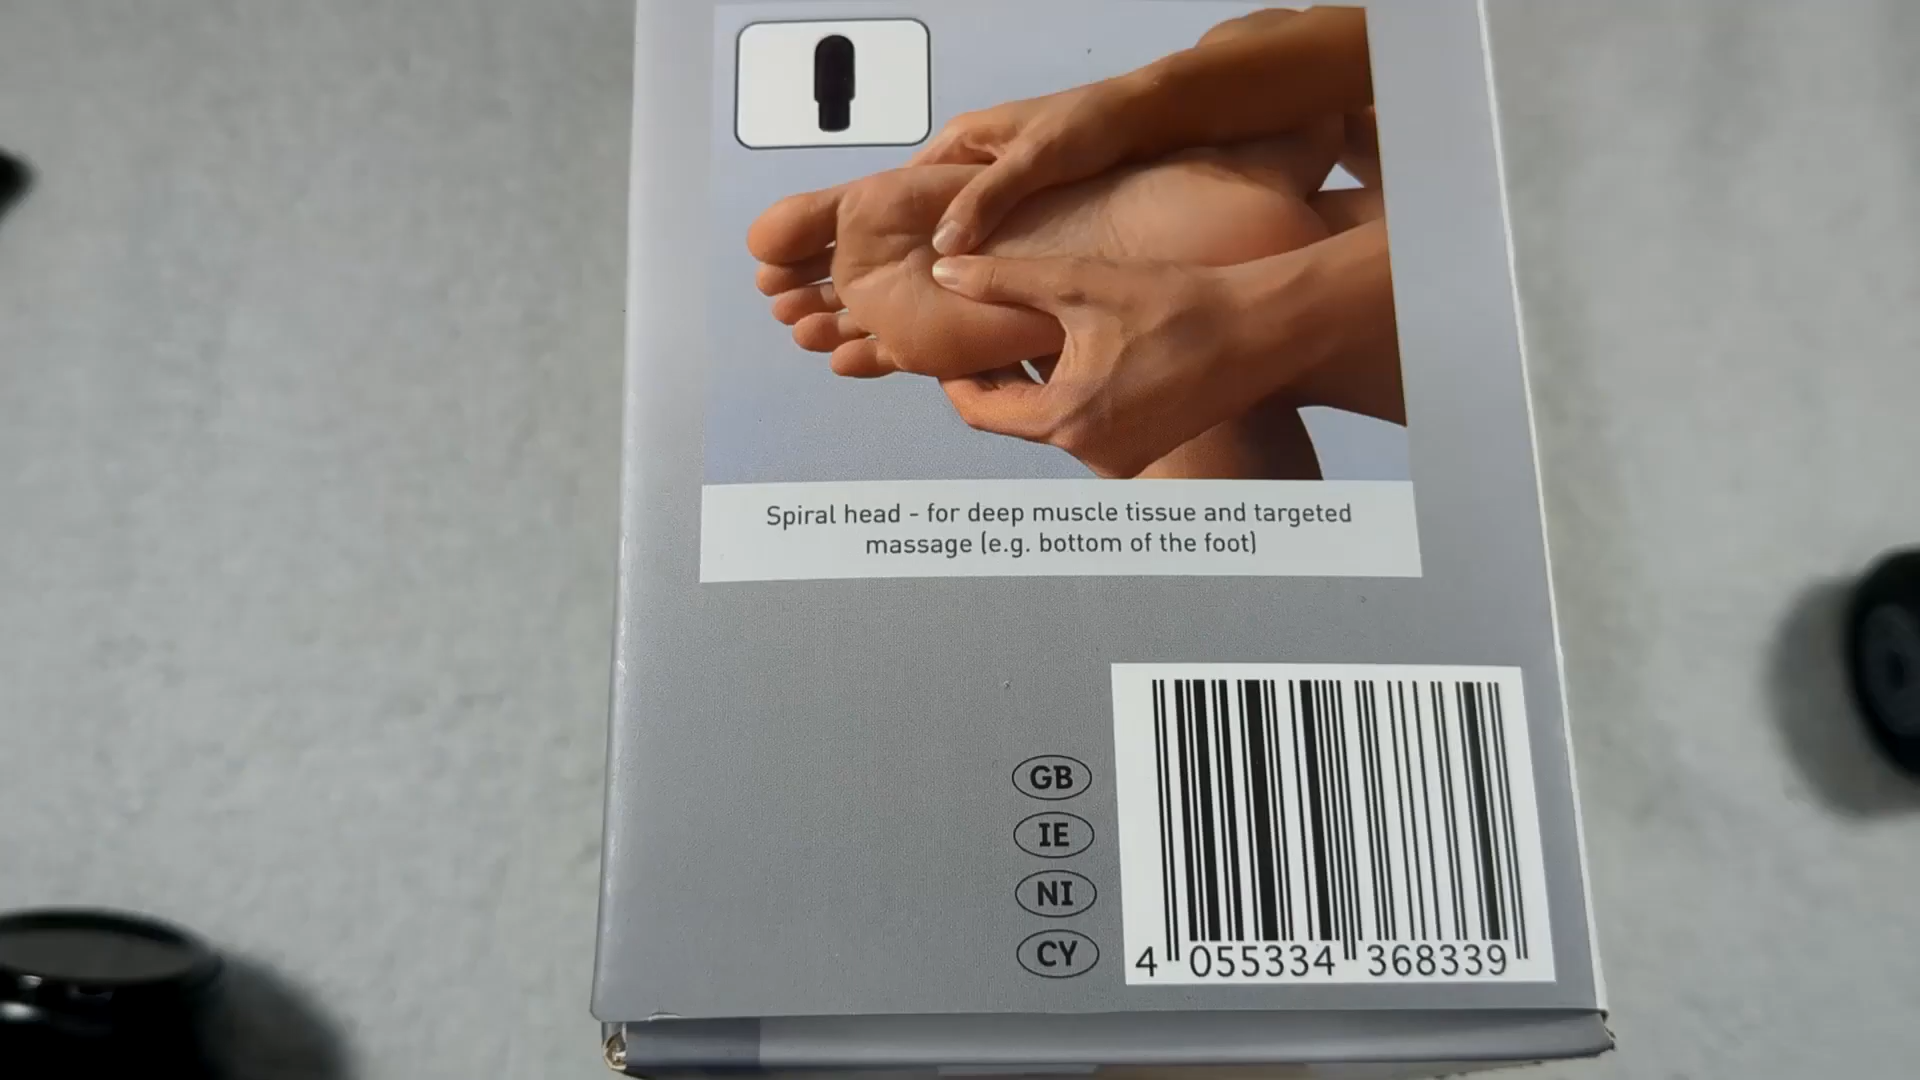 Spiral head - for deep muscle tissue and targeted
massage (e.g. bottom of the foot)
GB
IE
NI
CY
4 055334 368339